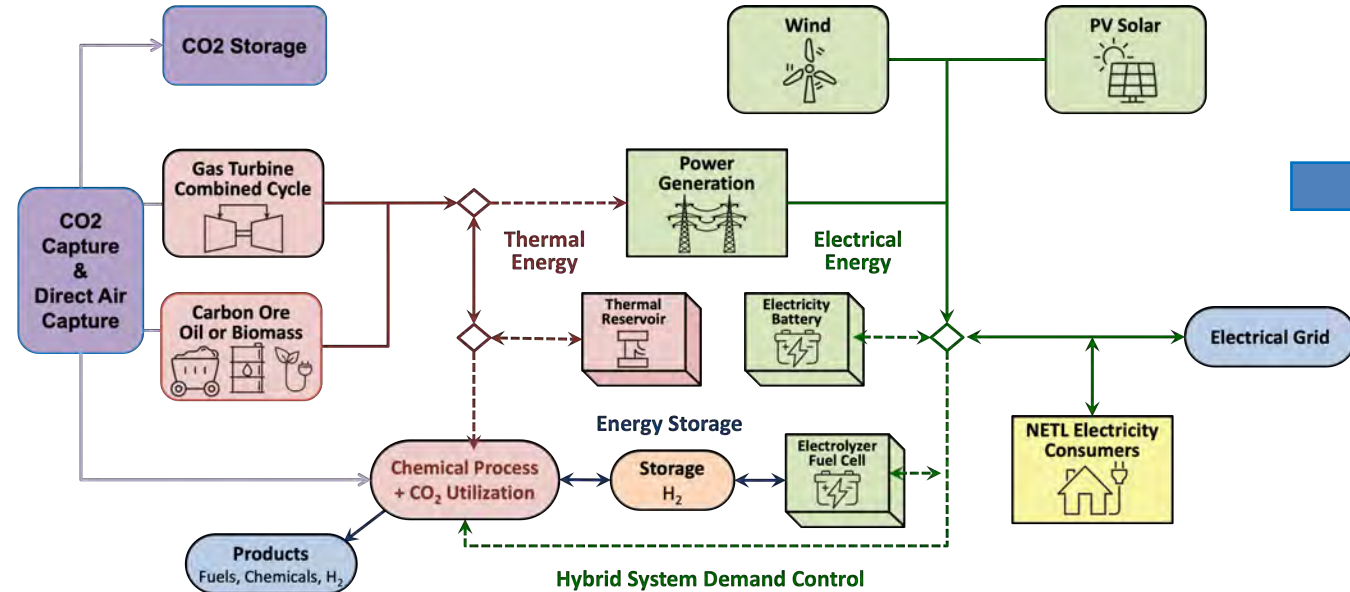 CO2 Storage
Wind
PV Solar
Gas Turbine
Combined Cycle
Power
Generation
CO2
Capture
&
Direct Air
Capture
Thermal
Energy
Electrical
Energy
Carbon Ore
Oil or Biomass
Thermal
Reservoir
Electricity
Battery
Electrical Grid
Energy Storage
NETL Electricity
Consumers
Chemical Process
+ CO₂ Utilization
Storage
H₂
Electrolyzer
Fuel Cell
Products
Fuels, Chemicals, H₂
Hybrid System Demand Control